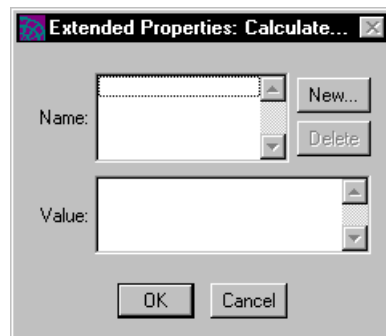 Extended Properties: Calculate...
Name:
New...
Delete
Value:
OK
Cancel